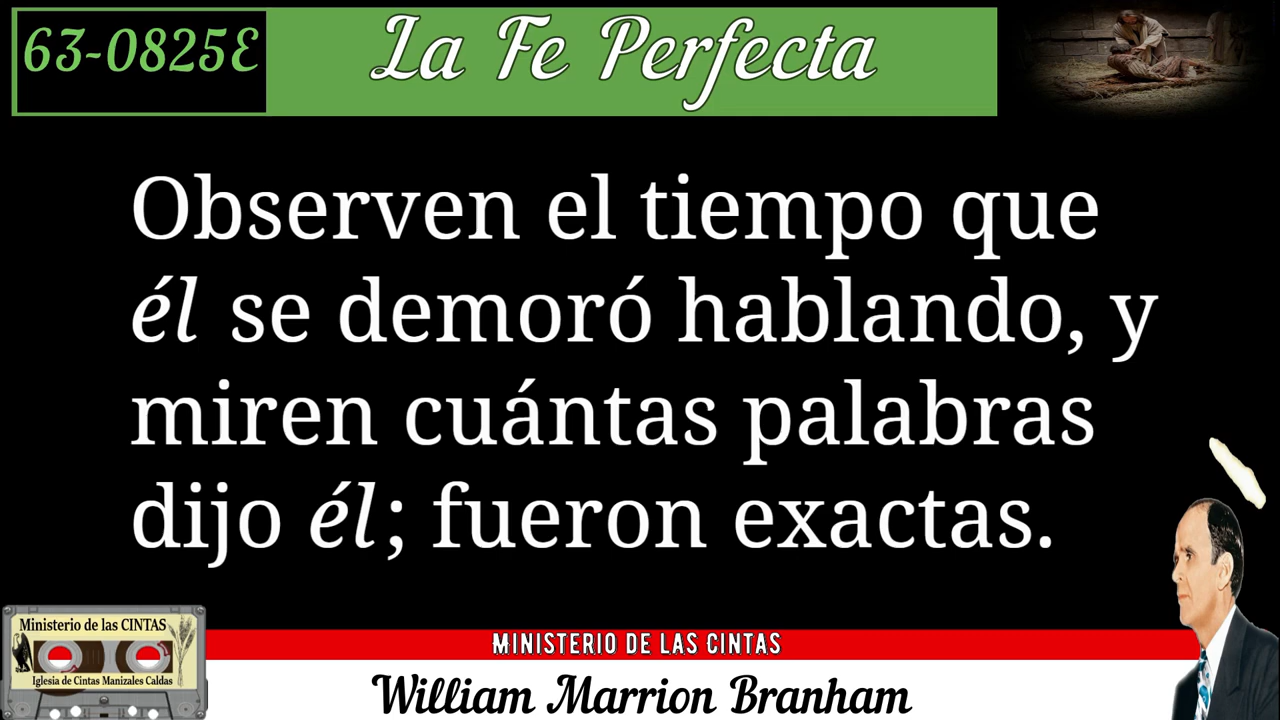 63-0825E
La Fe Perfecta
Observen el tiempo que
él se demoró hablando, y
miren cuántas palabras
dijo él; fueron exactas.
Ministerio de las CINTAS
Iglesia de Cintas Manizales Caldas
MINISTERIO DE LAS CINTAS
William Marrion Branham